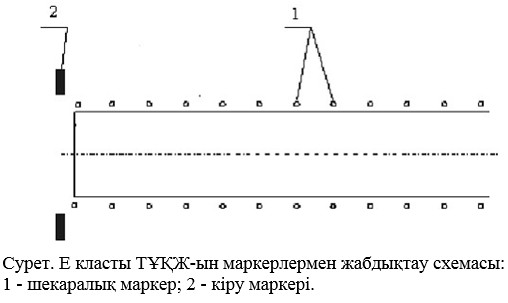 2 1
Сурет. Е класты ТҰҚЖ-ын маркерлермен жабдықтау схемасы:
1 - шекаралық маркер; 2 - кіру маркері.